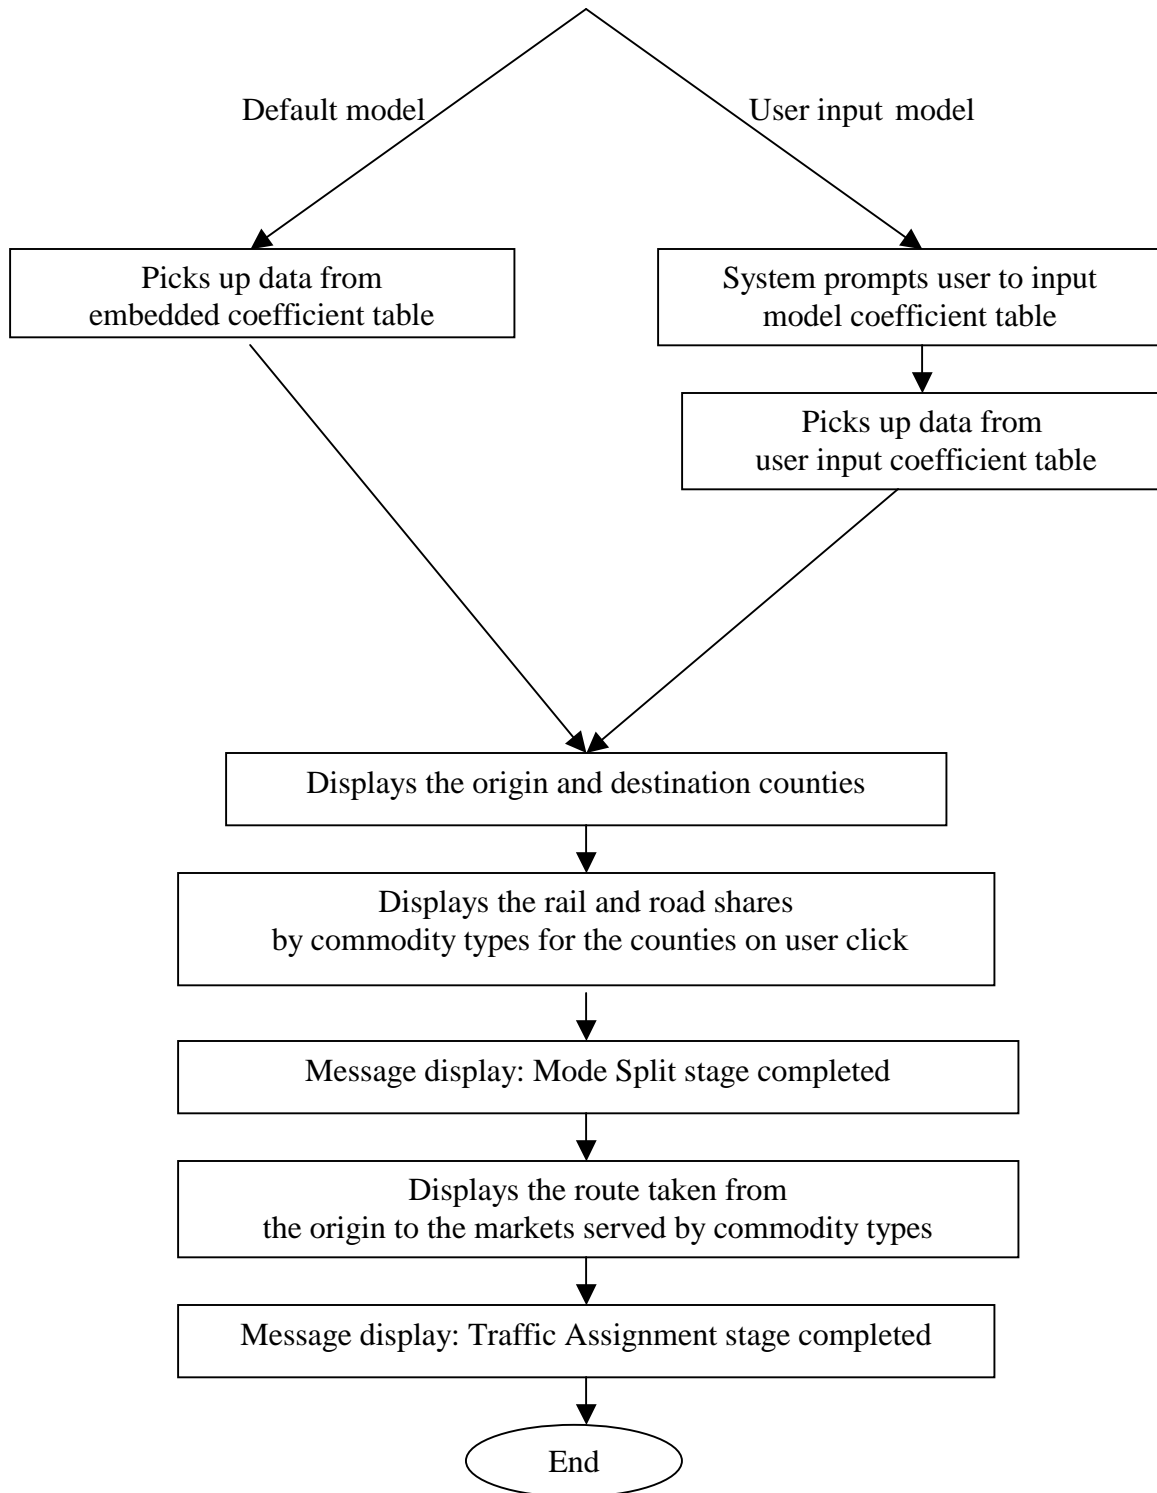 Default model
User input model
Picks up data from
embedded coefficient table
System prompts user to input
model coefficient table
Picks up data from
user input coefficient table
Displays the origin and destination counties
Displays the rail and road shares
by commodity types for the counties on user click
Message display: Mode Split stage completed
Displays the route taken from
the origin to the markets served by commodity types
Message display: Traffic Assignment stage completed
End